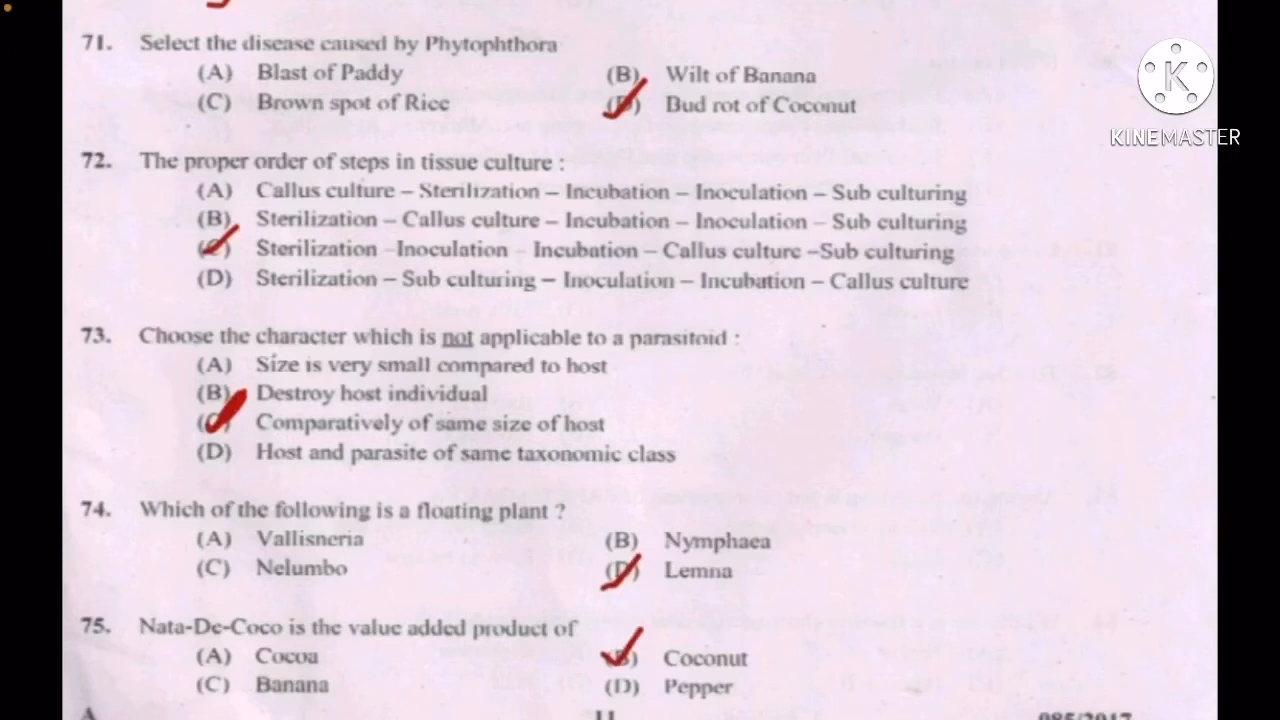 71. Select the disease caused by Phytophthora
(A) Blast of Paddy (B) Wilt of Banana
(C) Brown spot of Rice (D) Bud rot of Coconut
K
KINEMASTER
72. The proper order of steps in tissue culture :
(A) Callus culture – Sterilization – Incubation – Inoculation – Sub culturing
(B) Sterilization – Callus culture – Incubation – Inoculation – Sub culturing
(C) Sterilization –Inoculation – Incubation – Callus culture –Sub culturing
(D) Sterilization – Sub culturing – Inoculation – Incubation – Callus culture
73. Choose the character which is not applicable to a parasitoid :
(A) Size is very small compared to host
(B) Destroy host individual
(C) Comparatively of same size of host
(D) Host and parasite of same taxonomic class
74. Which of the following is a floating plant ?
(A) Vallisneria (B) Nymphaea
(C) Nelumbo (D) Lemna
75. Nata-De-Coco is the value added product of
(A) Cocoa (B) Coconut
(C) Banana (D) Pepper
A 11 085/2017